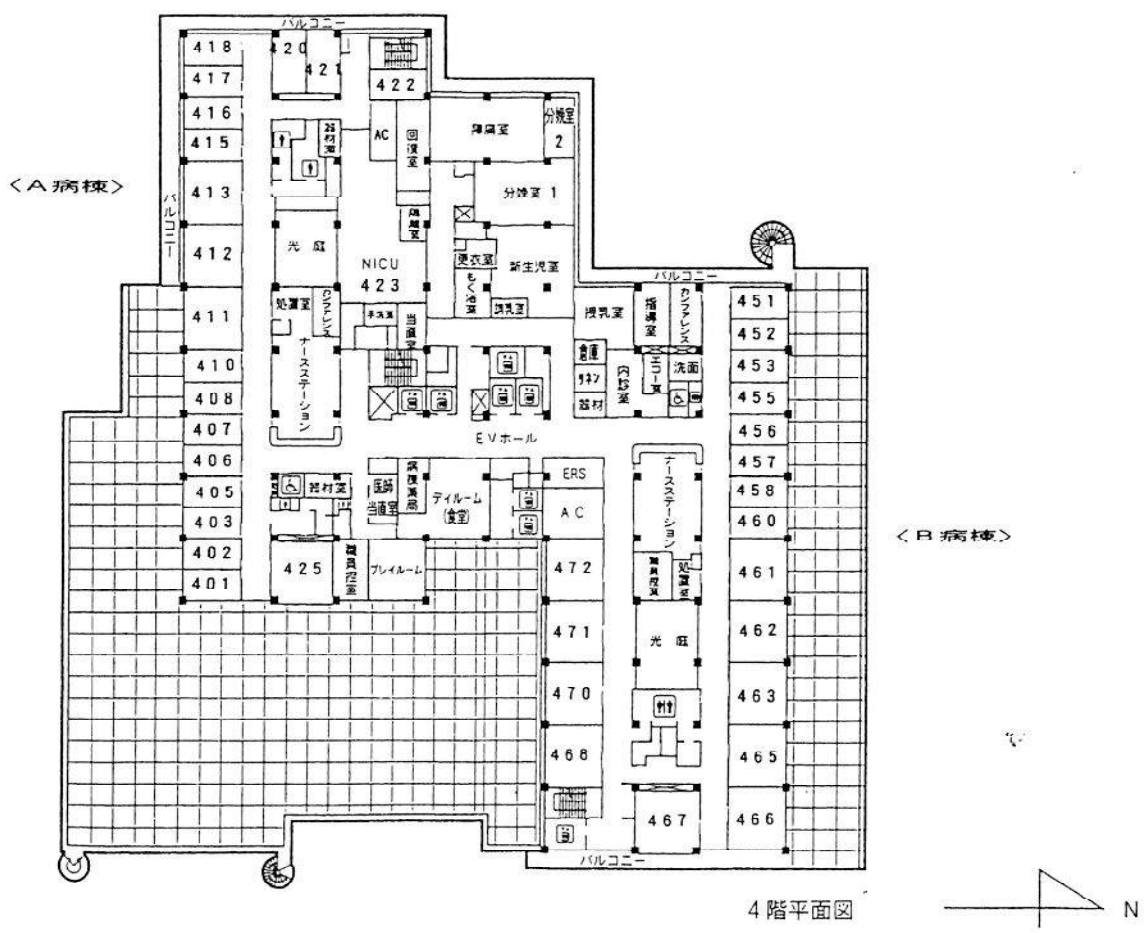 バルコニー
418
420
421
417
422
416
415
器材室
AC
回復室
陣痛室
分娩室
2
<A病棟>
413
分娩室 1
バルコニー
412
光庭
隔離室
NICU
423
更衣室
もく浴室
新生児室
調乳室
バルコニー
411
処置室
カンファレンス
当直室
授乳室
指導室
カンファレンス
451
452
410
408
407
406
ナースステーション
倉庫
リネン
器材
内診室
エコー室
洗面
453
455
456
457
EVホール
405
403
402
401
器材室
医師
当直室
病棟薬局
デイルーム
(食堂)
ERS
AC
ナースステーション
458
460
<B病棟>
425
職員控室
プレイルーム
472
職員控室
処置室
461
471
光庭
462
470
463
468
465
467
466
バルコニー
4階平面図
N